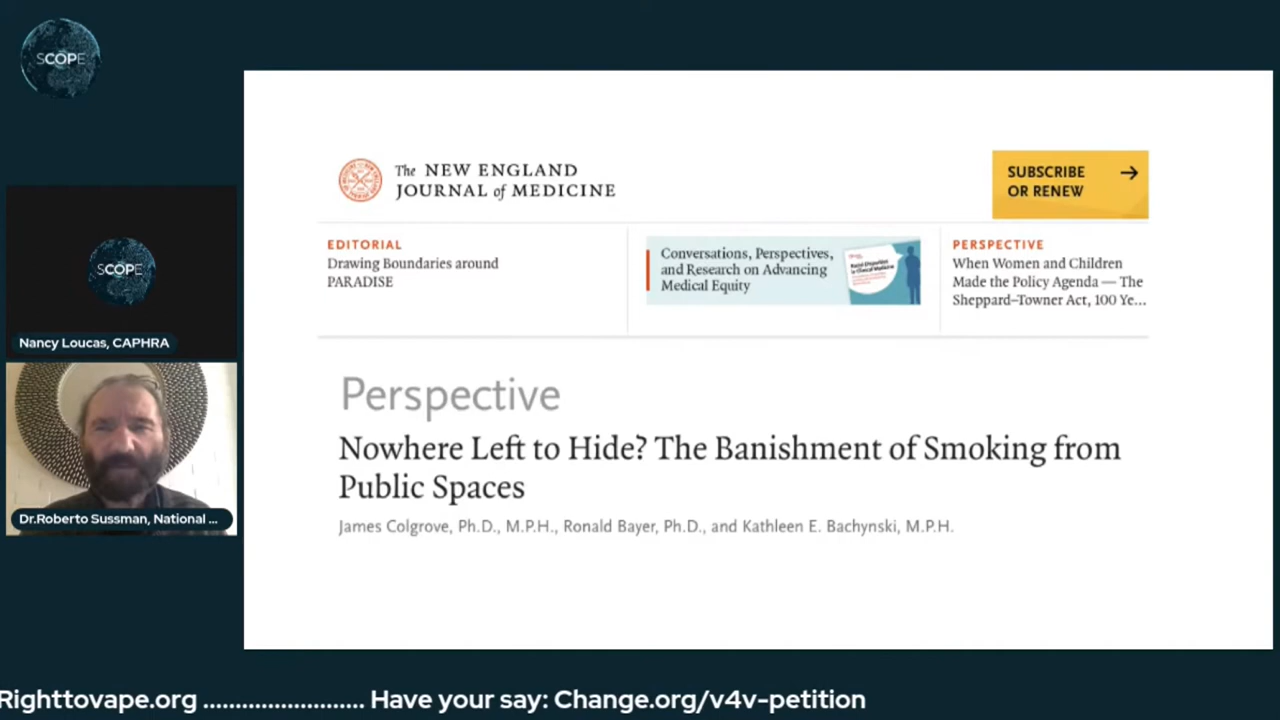 SCOPE
The NEW ENGLAND
JOURNAL of MEDICINE
SUBSCRIBE
OR RENEW
EDITORIAL
Drawing Boundaries around
PARADISE
Conversations, Perspectives,
and Research on Advancing
Medical Equity
PERSPECTIVE
When Women and Children
Made the Policy Agenda — The
Sheppard–Towner Act, 100 Ye...
Perspective
Nowhere Left to Hide? The Banishment of Smoking from
Public Spaces
James Colgrove, Ph.D., M.P.H., Ronald Bayer, Ph.D., and Kathleen E. Bachynski, M.P.H.
SCOPE
Nancy Loucas, CAPHRA
Dr.Roberto Sussman, National ...
Righttovape.org ........................ Have your say: Change.org/v4v-petition